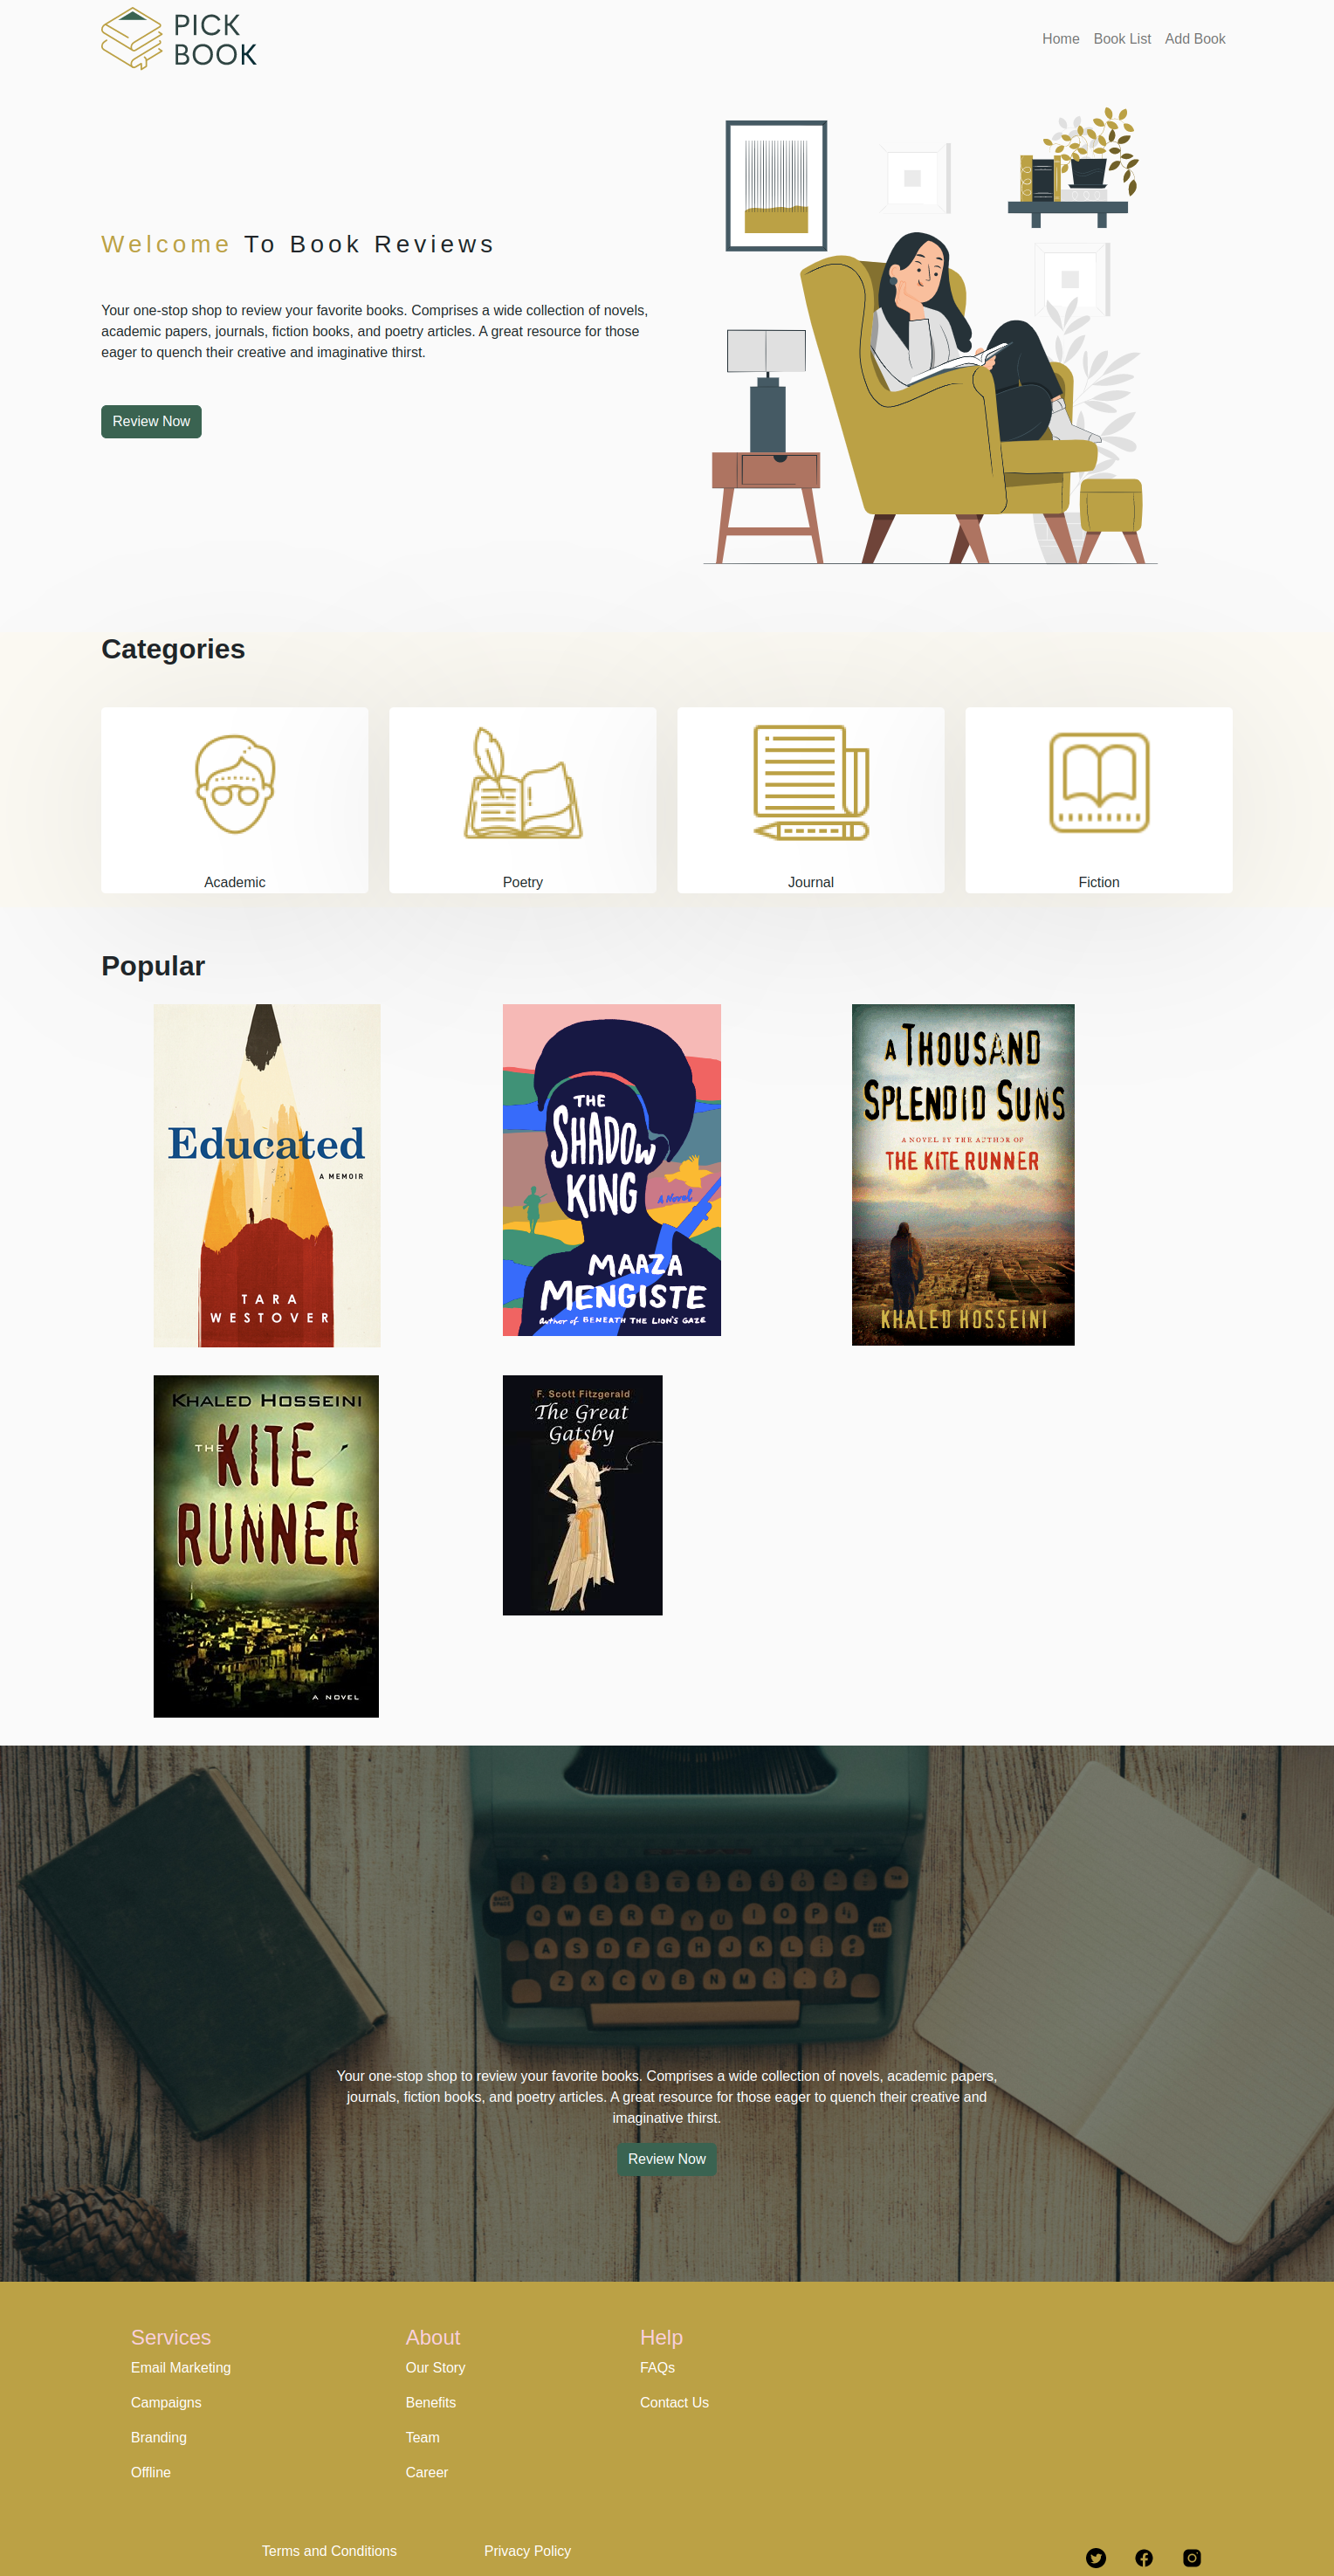 PICK
BOOK
Home Book List Add Book
Welcome To Book Reviews
Your one-stop shop to review your favorite books. Comprises a wide collection of novels,
academic papers, journals, fiction books, and poetry articles. A great resource for those
eager to quench their creative and imaginative thirst.
Review Now
Categories
Academic
Poetry
Journal
Fiction
Popular
Educated
A MEMOIR
TARA
WESTOVER
THE
SHADOW
KING
A Novel
MAAZA
MENGISTE
Author of BENEATH THE LION'S GAZE
A THOUSAND
SPLENDID SUNS
A NOVEL BY THE AUTHOR OF
THE KITE RUNNER
KHALED HOSSEINI
KHALED HOSSEINI
THE KITE
RUNNER
A NOVEL
F. Scott Fitzgerald
The Great
Gatsby
Q W E R T Y U I O P
A S D F G H J K L
Z X C V B N M
Your one-stop shop to review your favorite books. Comprises a wide collection of novels, academic papers,
journals, fiction books, and poetry articles. A great resource for those eager to quench their creative and
imaginative thirst.
Review Now
Services
Email Marketing
Campaigns
Branding
Offline
About
Our Story
Benefits
Team
Career
Help
FAQs
Contact Us
Terms and Conditions
Privacy Policy